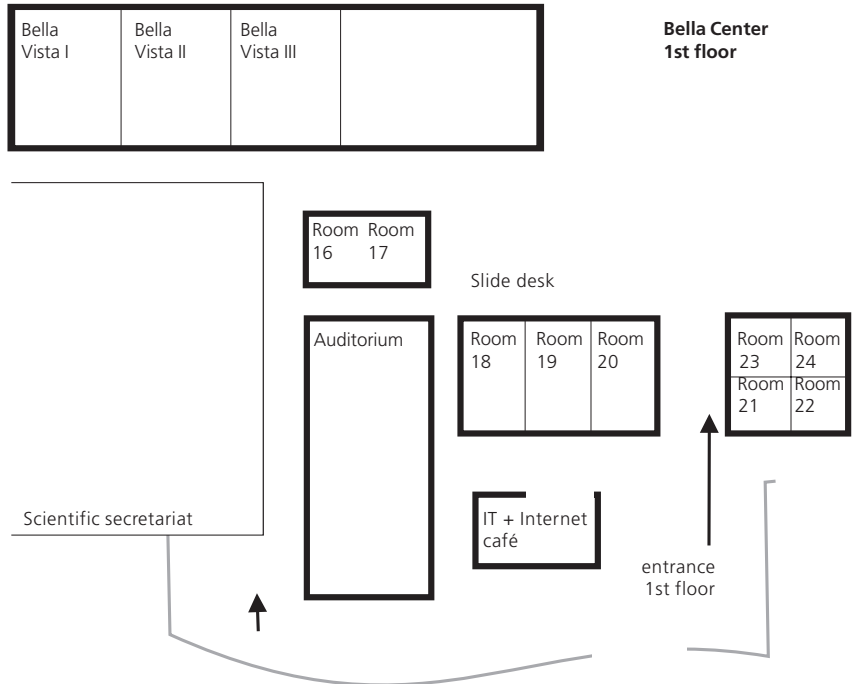 Bella Center
1st floor
Bella
Vista I
Bella
Vista II
Bella
Vista III
Room
16
Room
17
Slide desk
Auditorium
Room
18
Room
19
Room
20
Room
23
Room
24
Room
21
Room
22
Scientific secretariat
IT + Internet
café
entrance
1st floor